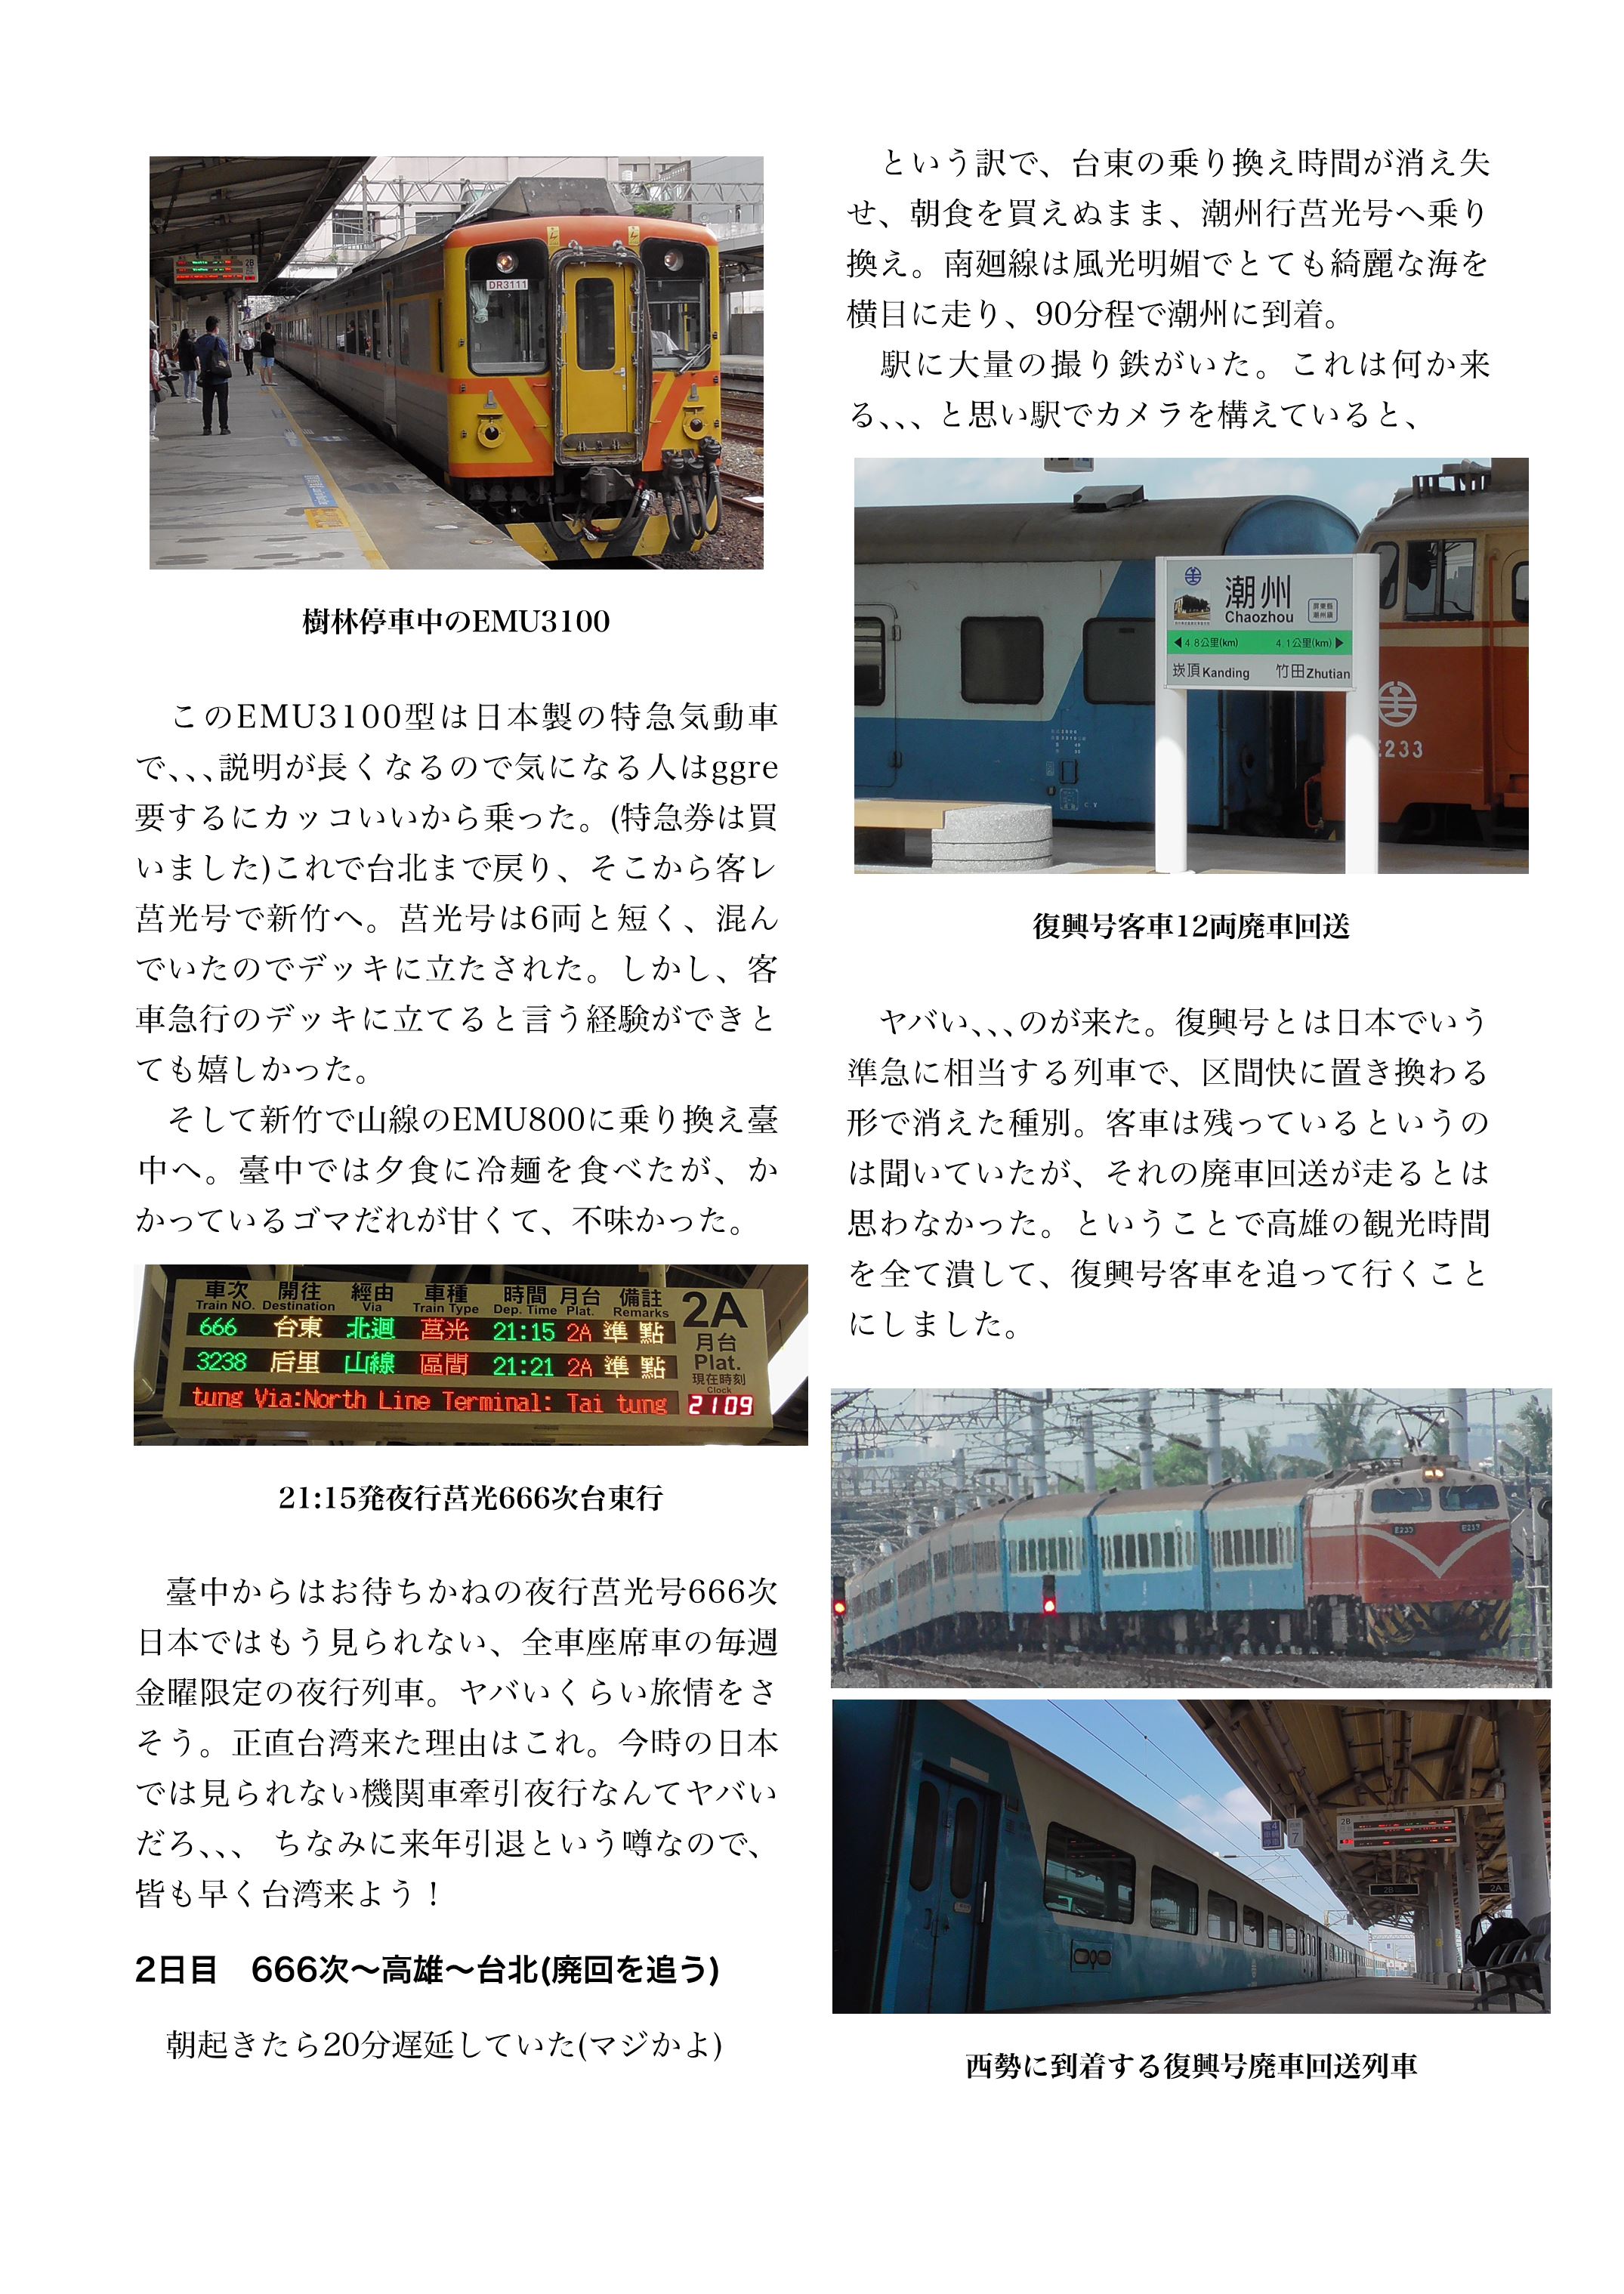 DR3111
樹林停車中のEMU3100
このEMU3100型は日本製の特急気動車
で、、、説明が長くなるので気になる人はggre
要するにカッコいいから乗った。(特急券は買
いました)これで台北まで戻り、そこから客レ
莒光号で新竹へ。莒光号は6両と短く、混ん
でいたのでデッキに立たされた。しかし、客
車急行のデッキに立てると言う経験ができと
ても嬉しかった。
そして新竹で山線のEMU800に乗り換え臺
中へ。臺中では夕食に冷麺を食べたが、か
かっているゴマだれが甘くて、不味かった。
車次 開往 經由 車種 時間 月台 備註 2A
Train NO. Destination Via Train Type Dep. Time Plat. Remarks
666 台東 北迴 莒光 21:15 2A 準點
月台
3238 后里 山線 區間 21:21 2A 準點
Plat.
現在時刻
Clock
tung Via:North Line Terminal: Tai tung 2109
21:15発夜行莒光666次台東行
臺中からはお待ちかねの夜行莒光号666次
日本ではもう見られない、全車座席車の毎週
金曜限定の夜行列車。ヤバいくらい旅情をさ
そう。正直台湾来た理由はこれ。今時の日本
では見られない機関車牽引夜行なんてヤバい
だろ、、、 ちなみに来年引退という噂なので、
皆も早く台湾来よう！
2日目　666次〜高雄〜台北(廃回を追う)
朝起きたら20分遅延していた(マジかよ)
という訳で、台東の乗り換え時間が消え失
せ、朝食を買えぬまま、潮州行莒光号へ乗り
換え。南廻線は風光明媚でとても綺麗な海を
横目に走り、90分程で潮州に到着。
駅に大量の撮り鉄がいた。これは何か来
る、、、と思い駅でカメラを構えていると、
潮州
Chaozhou
屏東縣
潮州鎮
◀4.8公里(km) 4.1公里(km)▶
崁頂Kanding 竹田Zhutian
E233
復興号客車12両廃車回送
ヤバい、、、のが来た。復興号とは日本でいう
準急に相当する列車で、区間快に置き換わる
形で消えた種別。客車は残っているというの
は聞いていたが、それの廃車回送が走るとは
思わなかった。ということで高雄の観光時間
を全て潰して、復興号客車を追って行くこと
にしました。
E233 E233
2B
7
2B
2A
西勢に到着する復興号廃車回送列車